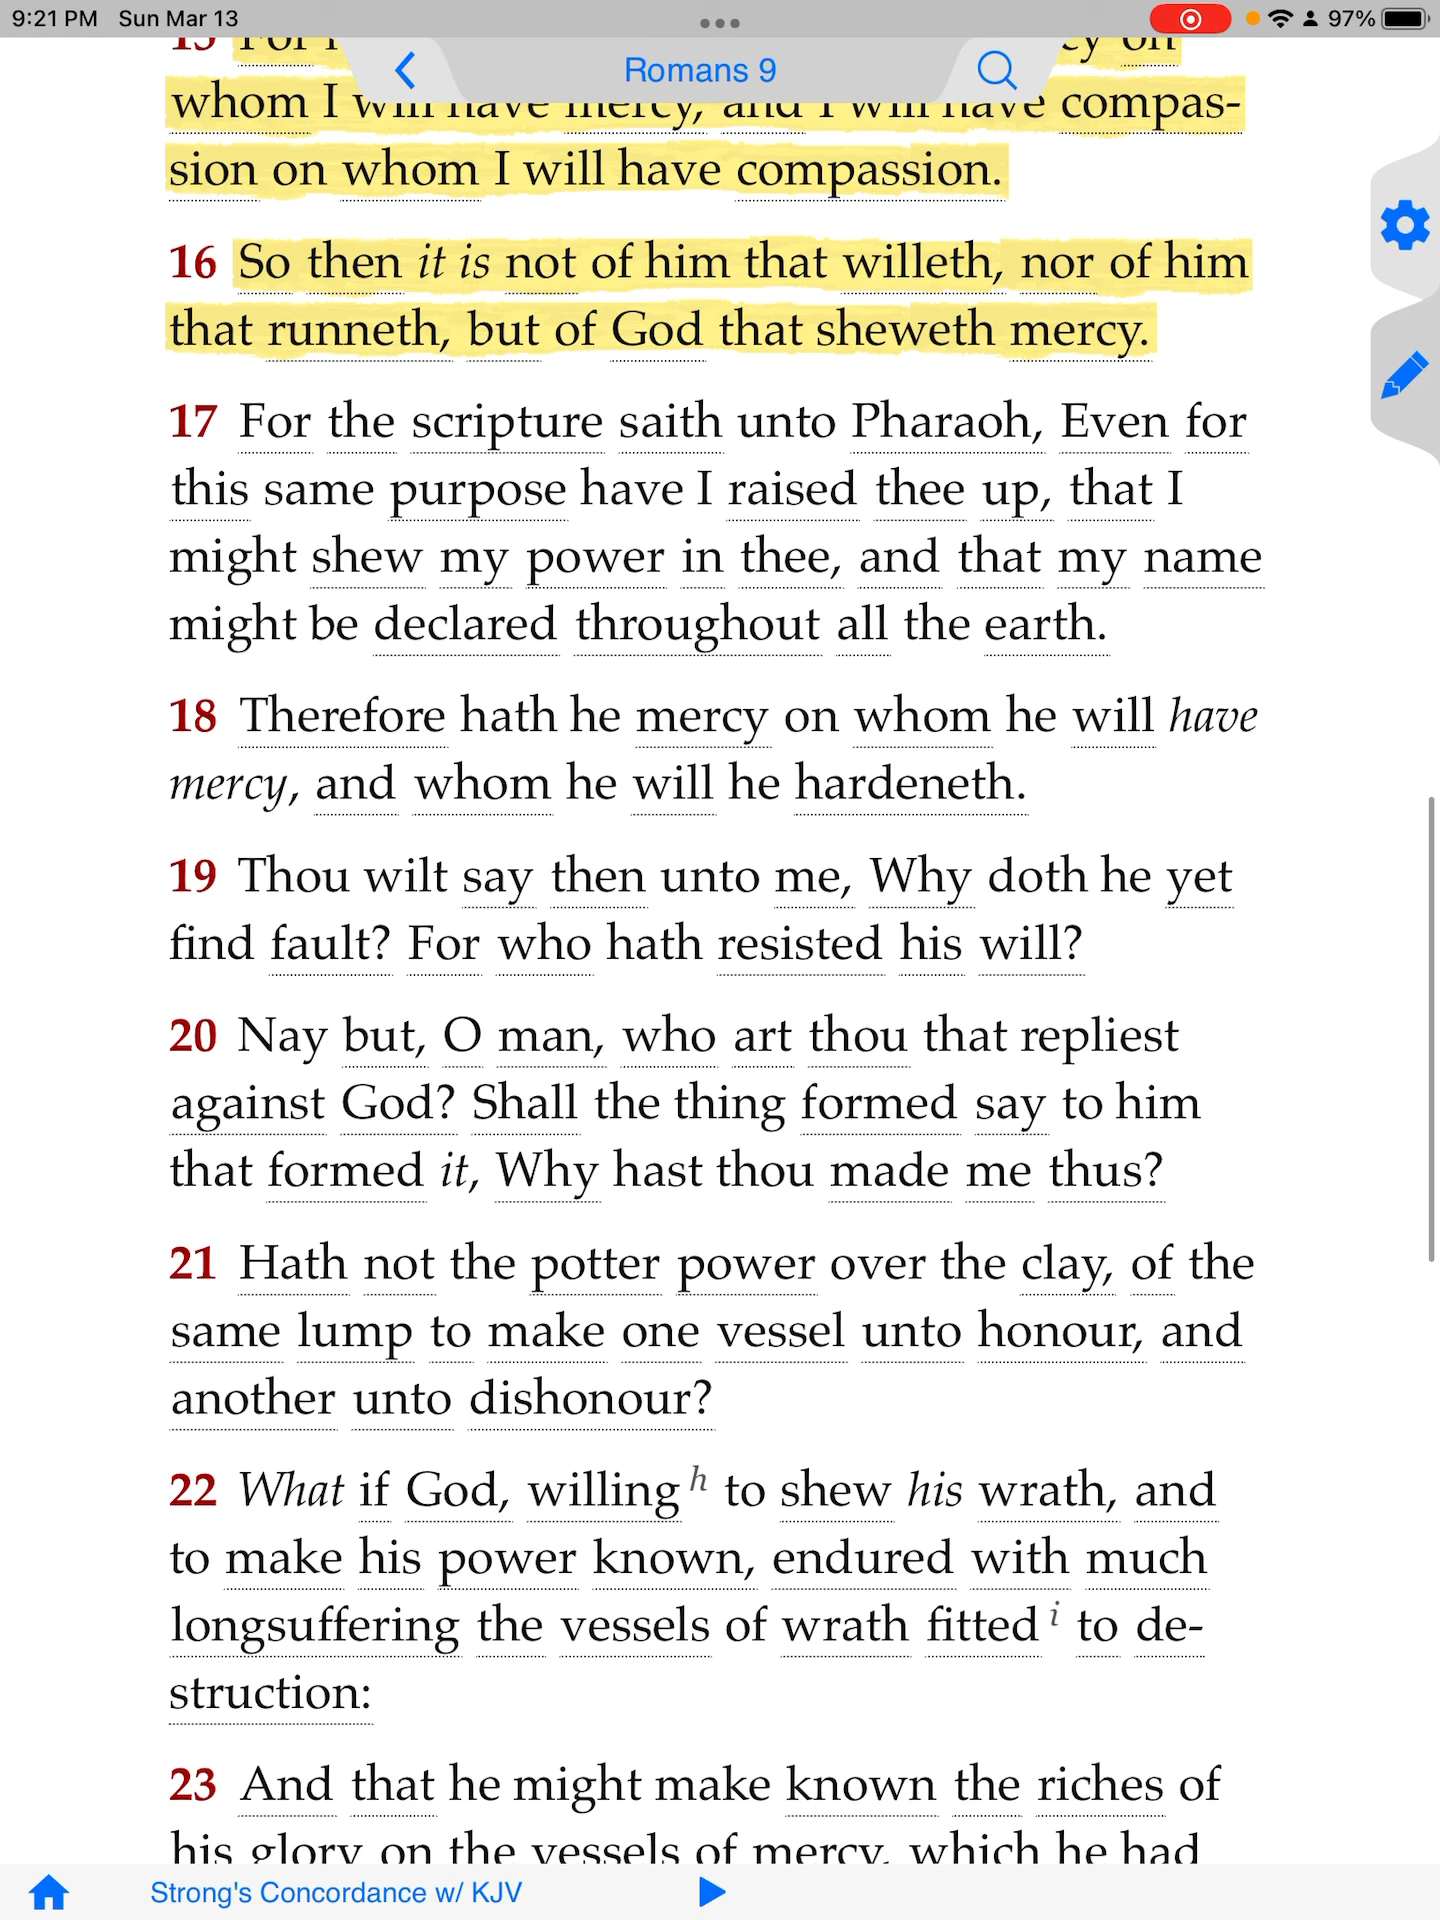 9:21 PM Sun Mar 13
97%
Romans 9
on
whom I will have mercy, and I will have compas-
sion on whom I will have compassion.
16 So then it is not of him that willeth, nor of him
that runneth, but of God that sheweth mercy.
17 For the scripture saith unto Pharaoh, Even for
this same purpose have I raised thee up, that I
might shew my power in thee, and that my name
might be declared throughout all the earth.
18 Therefore hath he mercy on whom he will have
mercy, and whom he will he hardeneth.
19 Thou wilt say then unto me, Why doth he yet
find fault? For who hath resisted his will?
20 Nay but, O man, who art thou that repliest
against God? Shall the thing formed say to him
that formed it, Why hast thou made me thus?
21 Hath not the potter power over the clay, of the
same lump to make one vessel unto honour, and
another unto dishonour?
22 What if God, willing h to shew his wrath, and
to make his power known, endured with much
longsuffering the vessels of wrath fitted i to de-
struction:
23 And that he might make known the riches of
his glory on the vessels of mercy, which he had
Strong's Concordance w/ KJV